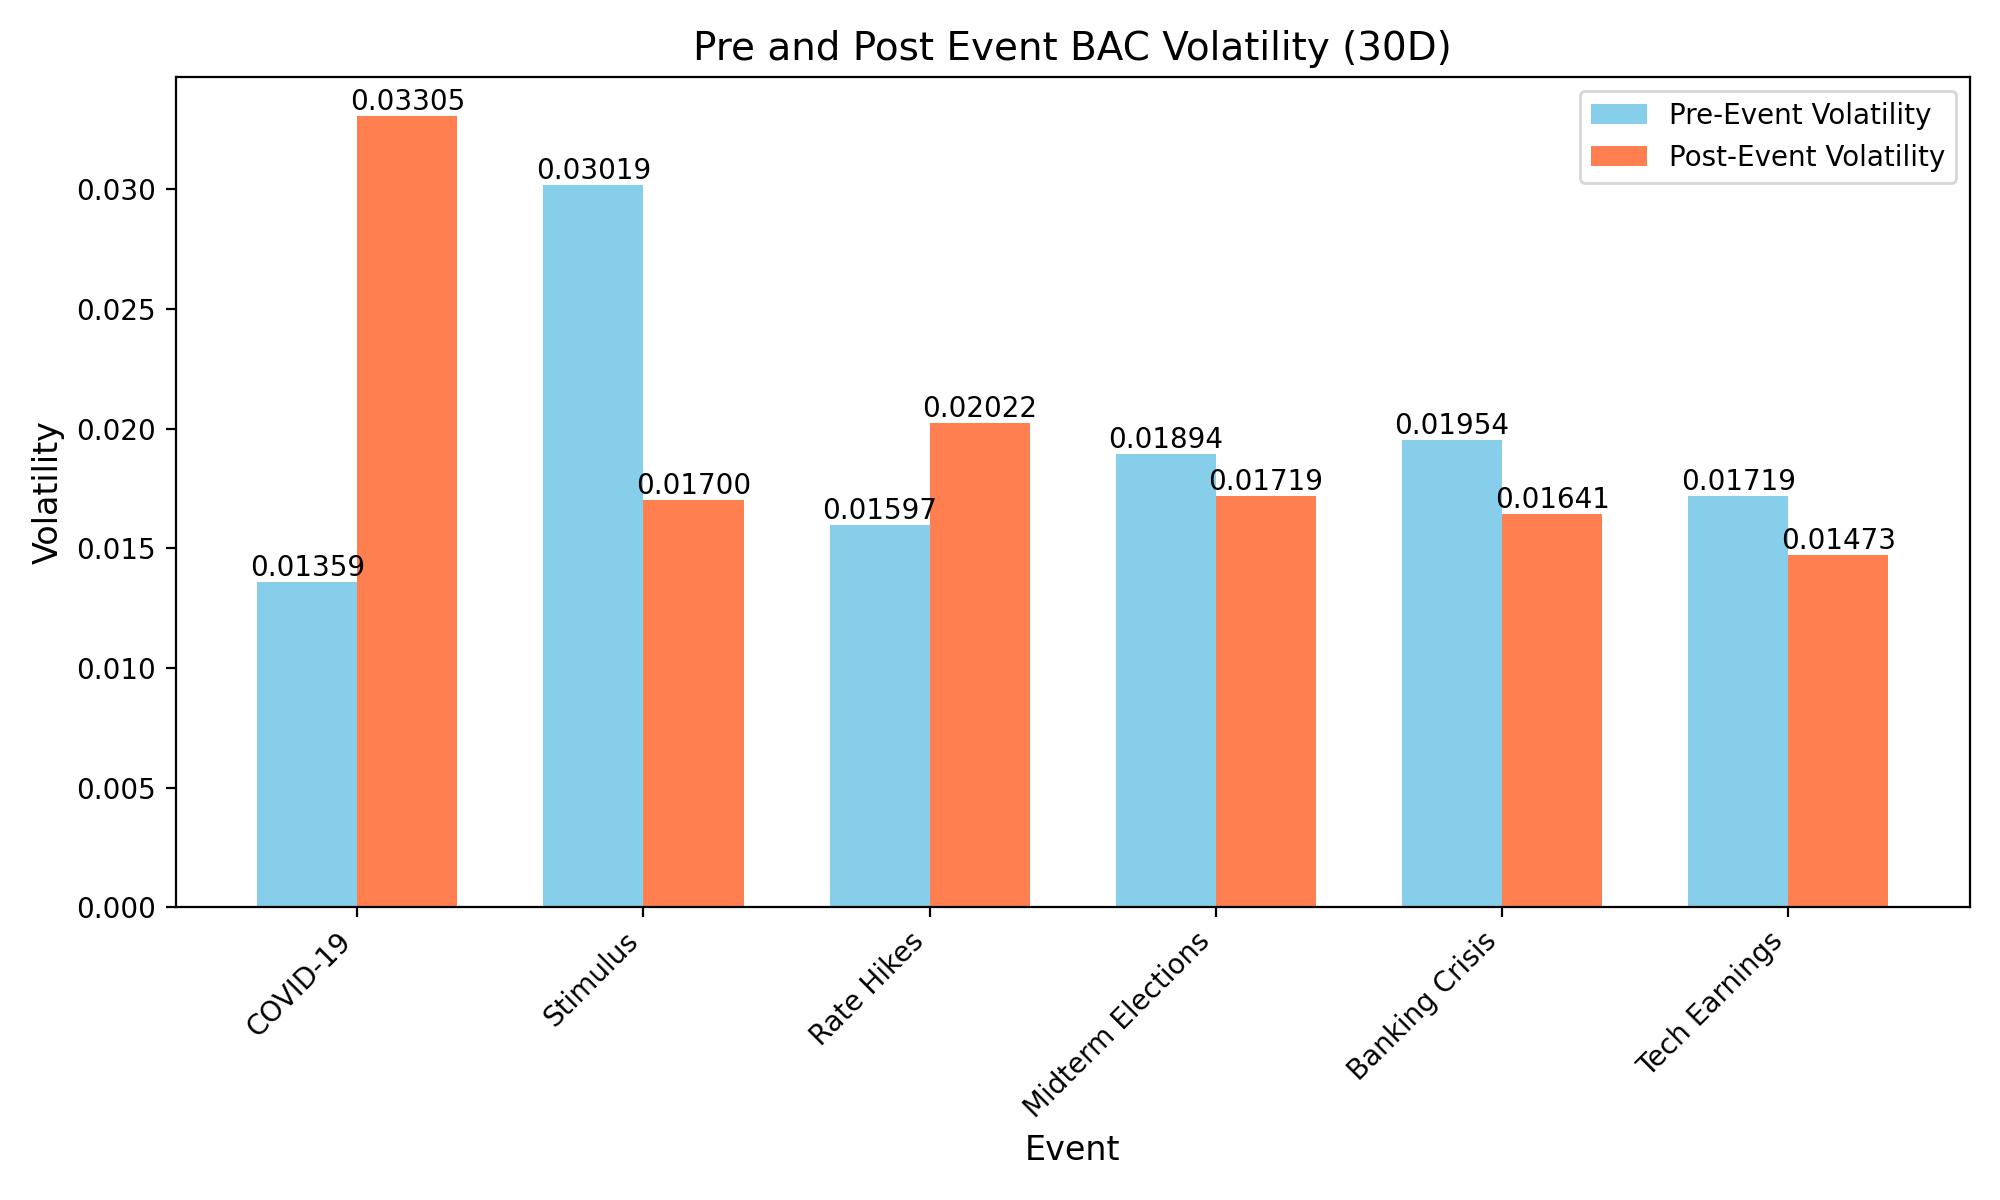 Pre and Post Event BAC Volatility (30D)
Pre-Event Volatility
Post-Event Volatility
Volatility
0.030
0.025
0.020
0.015
0.010
0.005
0.000
0.01359
0.03305
0.03019
0.01700
0.01597
0.02022
0.01894
0.01719
0.01954
0.01641
0.01719
0.01473
COVID-19
Stimulus
Rate Hikes
Midterm Elections
Banking Crisis
Tech Earnings
Event